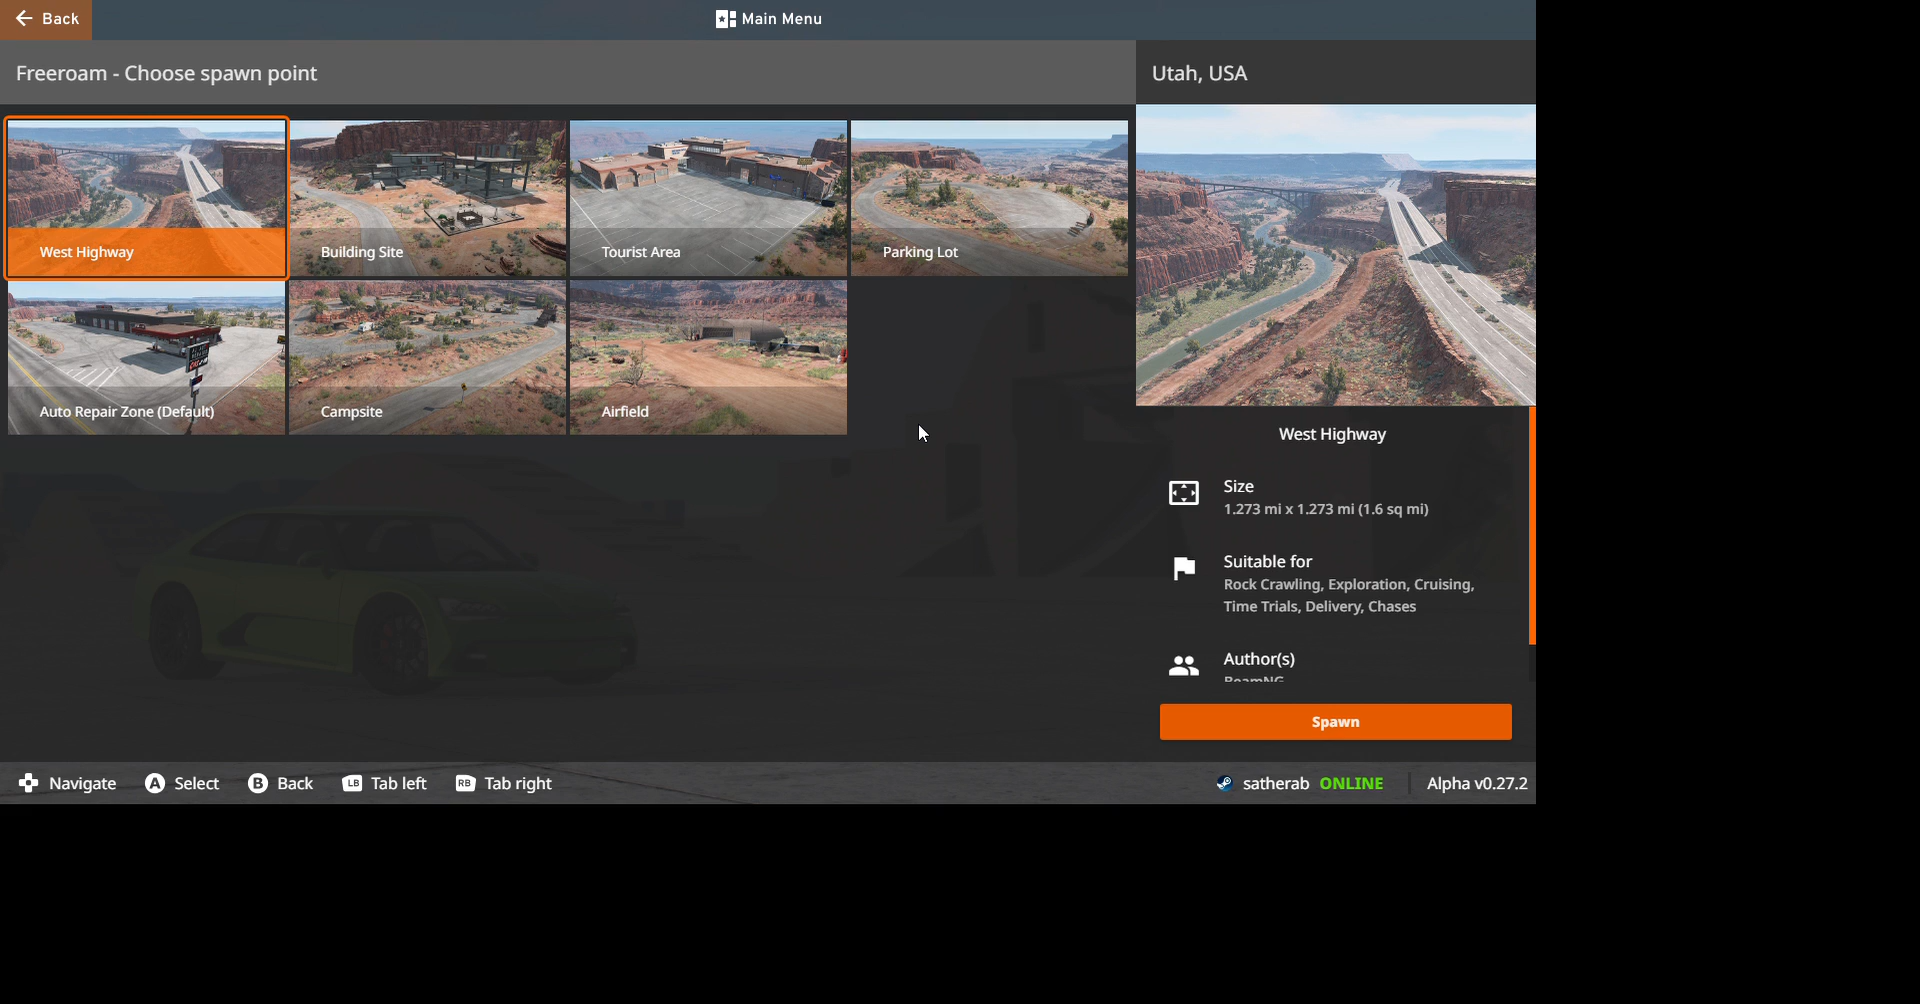 Back
Main Menu
Freeroam - Choose spawn point
Utah, USA
West Highway
Building Site
Tourist Area
Parking Lot
Auto Repair Zone (Default)
Campsite
Airfield
West Highway
Size
1.273 mi x 1.273 mi (1.6 sq mi)
Suitable for
Rock Crawling, Exploration, Cruising,
Time Trials, Delivery, Chases
Author(s)
BeamNG
Spawn
Navigate
A Select
B Back
LB Tab left
RB Tab right
satherab ONLINE
Alpha v0.27.2